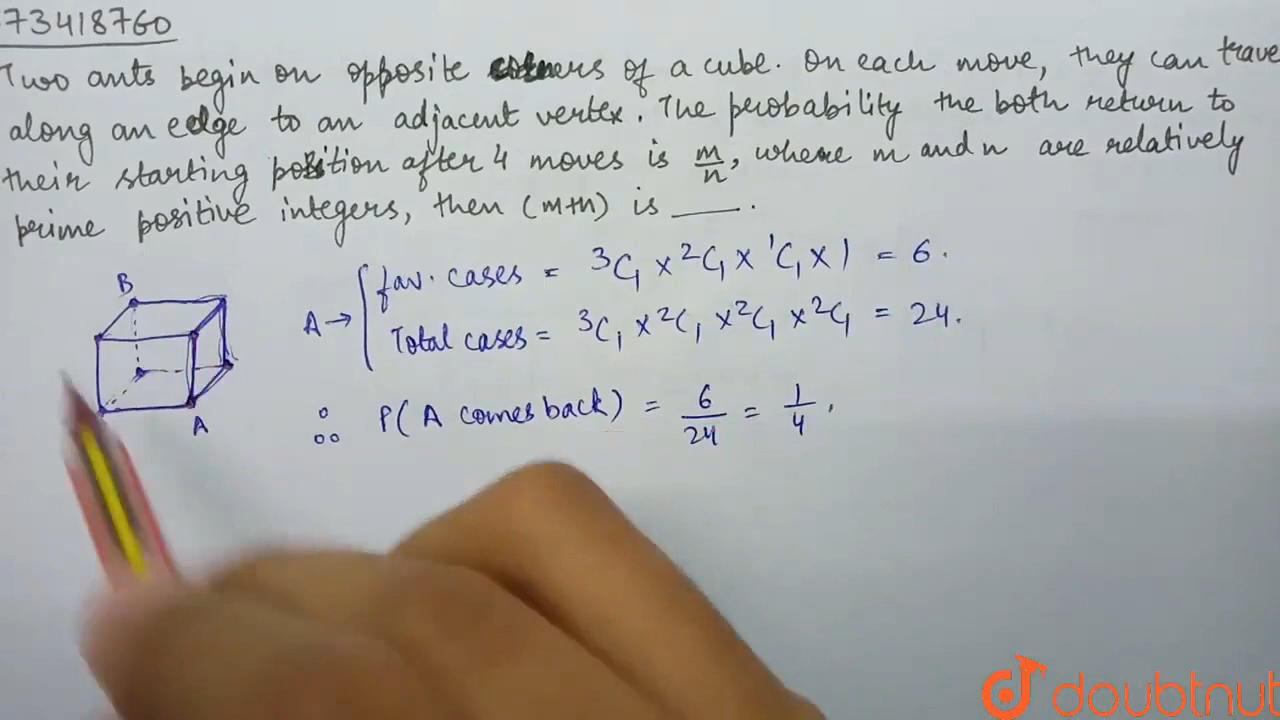 73418760
Two ants begin on opposite corners of a cube. On each move, they can trave
along an edge to an adjacent vertex. The probability the both return to
their starting position after 4 moves is m/n, where m and n are relatively
prime positive integers, then (m+n) is ___.
B
A
A → { fav. cases = ³C₁ x ²C₁ x ¹C₁ x 1 = 6.
Total cases = ³C₁ x ²C₁ x ²C₁ x ²C₁ = 24.
∴ P(A comes back) = 6/24 = 1/4.
doubtnut